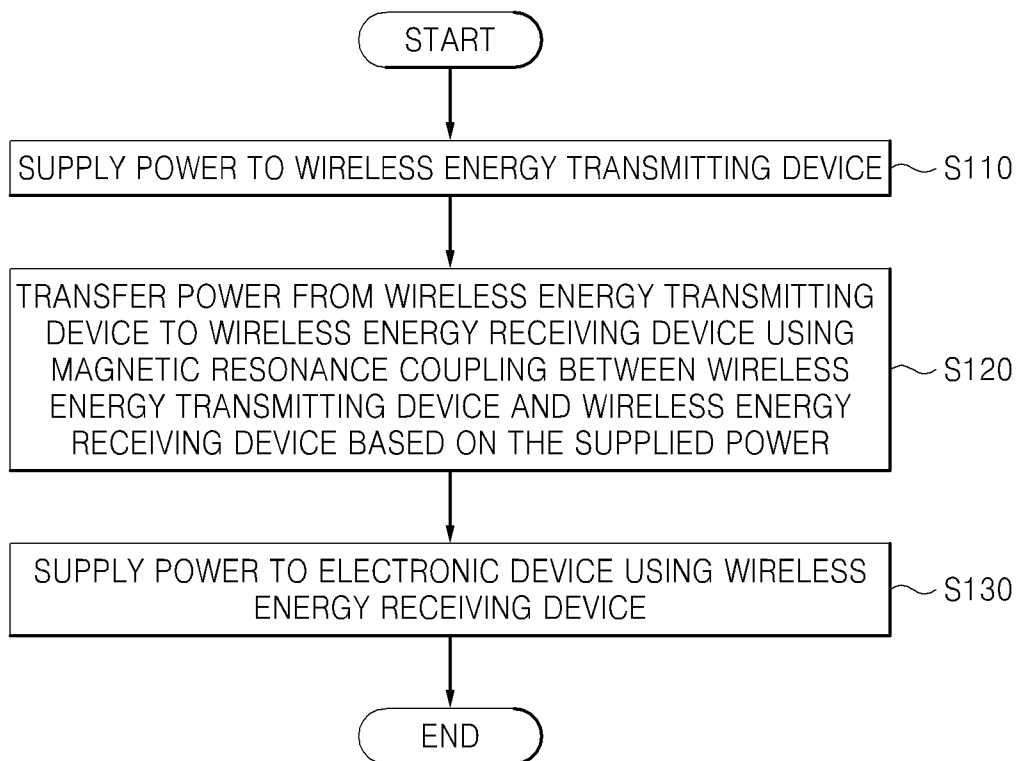 START
SUPPLY POWER TO WIRELESS ENERGY TRANSMITTING DEVICE
S110
TRANSFER POWER FROM WIRELESS ENERGY TRANSMITTING
DEVICE TO WIRELESS ENERGY RECEIVING DEVICE USING
MAGNETIC RESONANCE COUPLING BETWEEN WIRELESS
ENERGY TRANSMITTING DEVICE AND WIRELESS ENERGY
RECEIVING DEVICE BASED ON THE SUPPLIED POWER
S120
SUPPLY POWER TO ELECTRONIC DEVICE USING WIRELESS
ENERGY RECEIVING DEVICE
S130
END